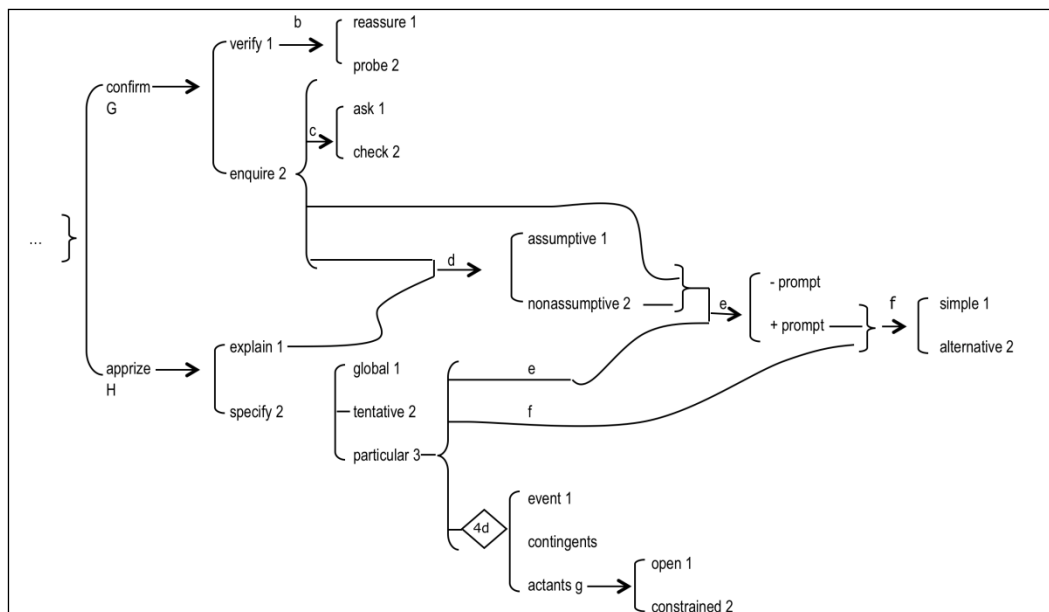 b
reassure 1
verify 1
probe 2
confirm
G
ask 1
c
check 2
enquire 2
...
assumptive 1
d
- prompt
nonassumptive 2
e
f
simple 1
+ prompt
explain 1
alternative 2
apprize
H
global 1
e
specify 2
tentative 2
f
particular 3
event 1
4d
contingents
open 1
actants g
constrained 2